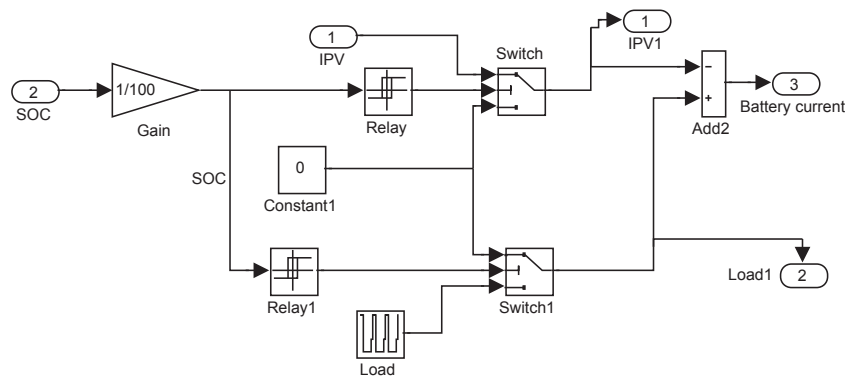 1
IPV
Switch
1
IPV1
2
SOC
1/100
Gain
Relay
−
+
Add2
3
Battery current
SOC
0
Constant1
Relay1
Switch1
Load1
2
Load